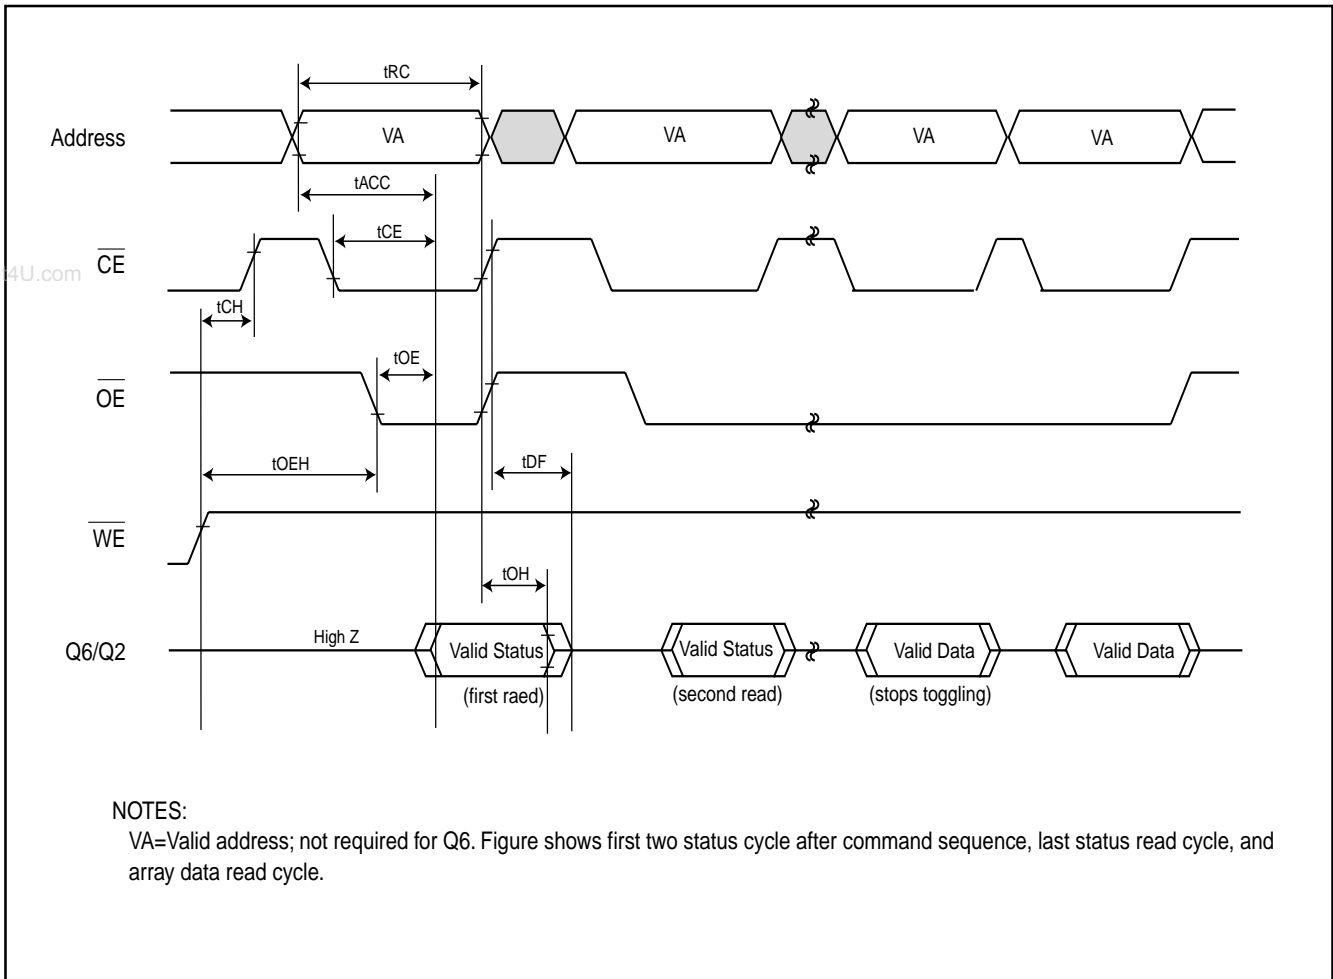 tRC
Address
VA
VA
VA
VA
tACC
tCE
CE
4U.com
tCH
tOE
OE
tOEH
tDF
WE
tOH
Q6/Q2
High Z
Valid Status
Valid Status
Valid Data
Valid Data
(first raed)
(second read)
(stops toggling)
NOTES:
VA=Valid address; not required for Q6. Figure shows first two status cycle after command sequence, last status read cycle, and
array data read cycle.